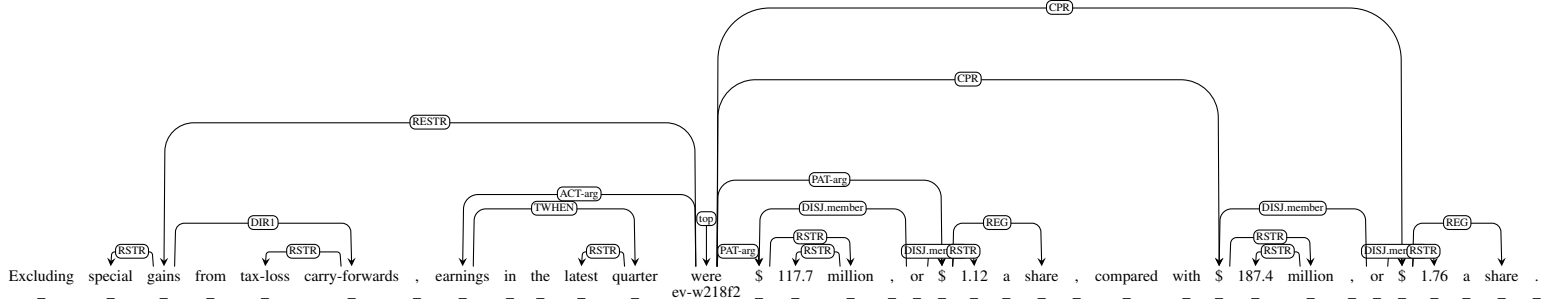 CPR
CPR
RESTR
PAT-arg
ACT-arg
TWHEN top DISJ.member DISJ.member
DIR1 REG REG
RSTR RSTR RSTR PAT-arg RSTR RSTR RSTR RSTR RSTR RSTR
Excluding special gains from tax-loss carry-forwards , earnings in the latest quarter were $ 117.7 million , or $ 1.12 a share , compared with $ 187.4 million , or $ 1.76 a share .
_ _ _ _ _ _ _ _ _ _ _ _ ev-w218f2 _ _ _ _ _ _ _ _ _ _ _ _ _ _ _ _ _ _ _ _ _ _